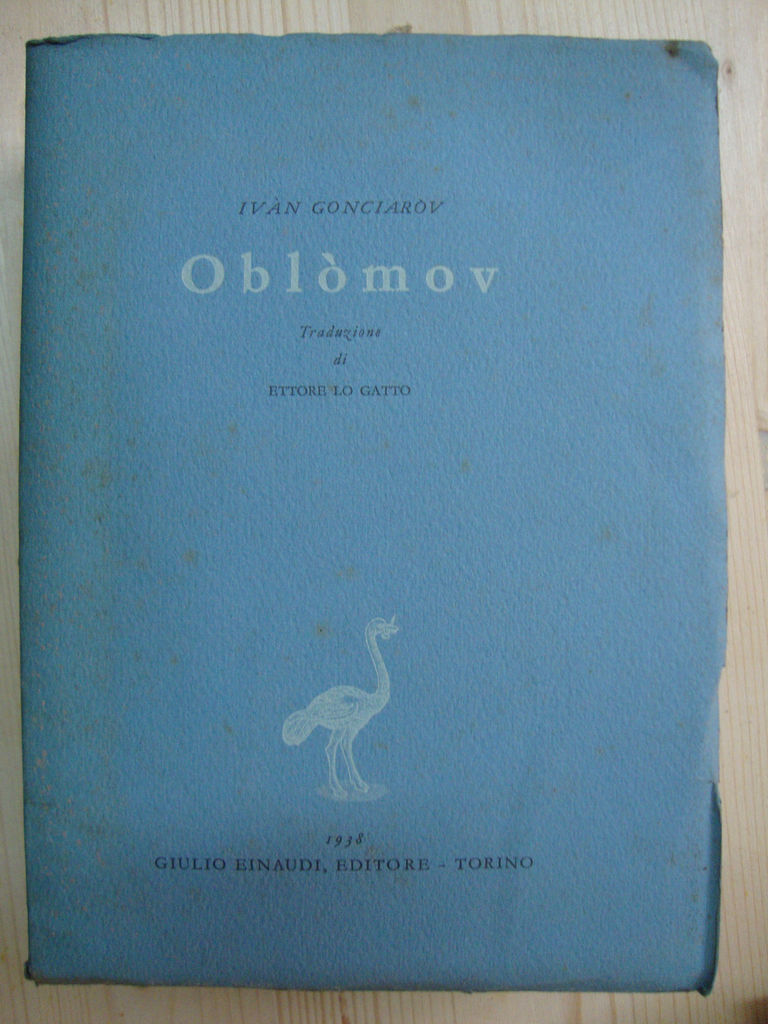 IVÀN GONCIARÒV
Oblòmov
Traduzione
di
ETTORE LO GATTO
1938
GIULIO EINAUDI, EDITORE - TORINO